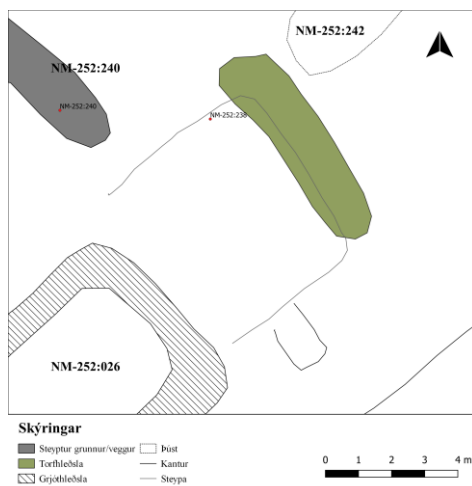 NM-252:242
NM-252:240
NM-252:240
NM-252:238
NM-252:026
Skýringar
Steyptur grunnur/veggur Þúst
Torfhleðsla Kantur
Grjóthleðsla Steypa
0 1 2 3 4 m